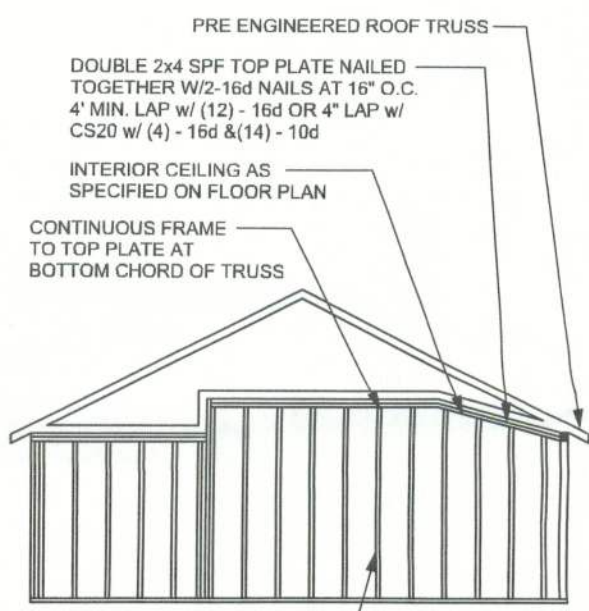 PRE ENGINEERED ROOF TRUSS
DOUBLE 2x4 SPF TOP PLATE NAILED
TOGETHER W/2-16d NAILS AT 16" O.C.
4' MIN. LAP w/ (12) - 16d OR 4" LAP w/
CS20 w/ (4) - 16d &(14) - 10d
INTERIOR CEILING AS
SPECIFIED ON FLOOR PLAN
CONTINUOUS FRAME
TO TOP PLATE AT
BOTTOM CHORD OF TRUSS